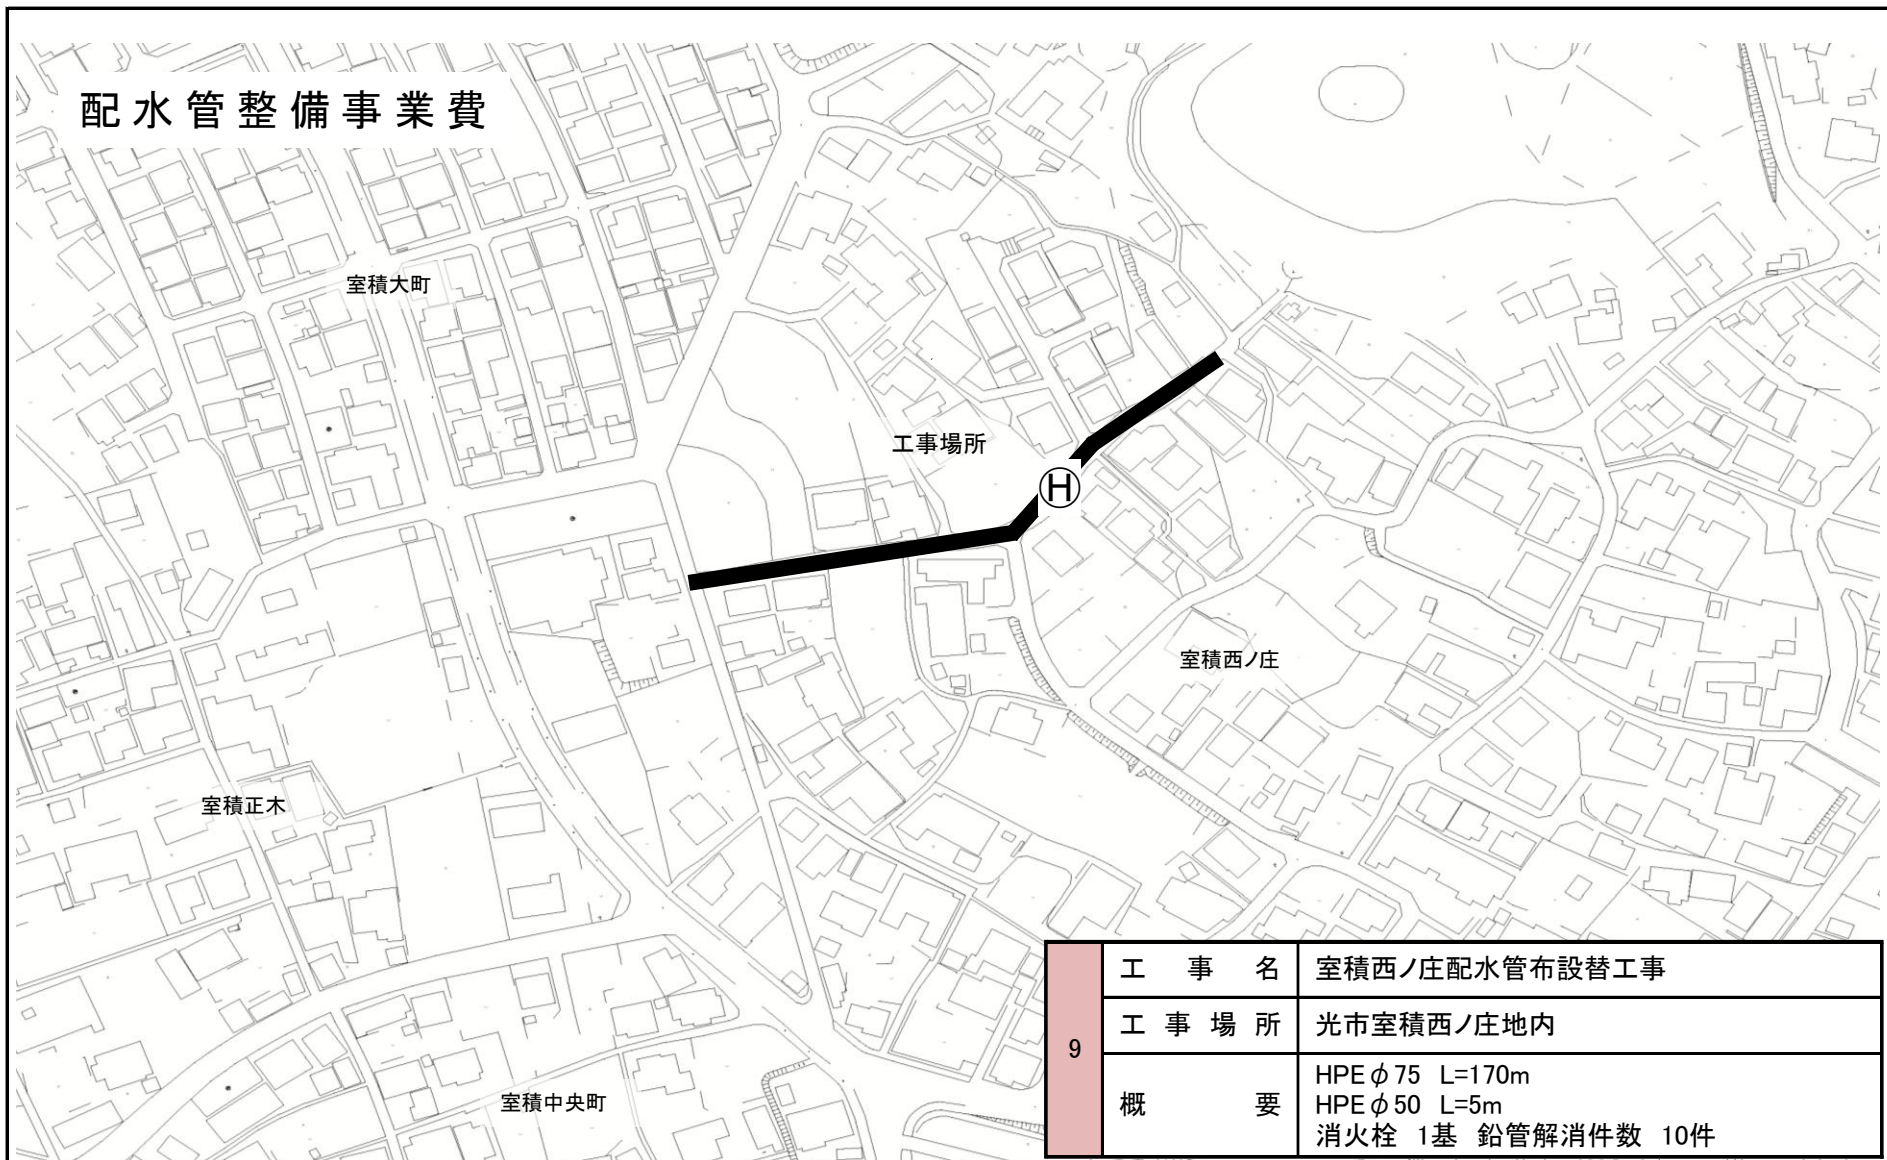 配水管整備事業費
室積大町
工事場所
Ⓗ
室積西ノ庄
室積正木
室積中央町
9
工事名 室積西ノ庄配水管布設替工事
工事場所 光市室積西ノ庄地内
概要 HPEφ75 L=170m
HPEφ50 L=5m
消火栓 1基 鉛管解消件数 10件